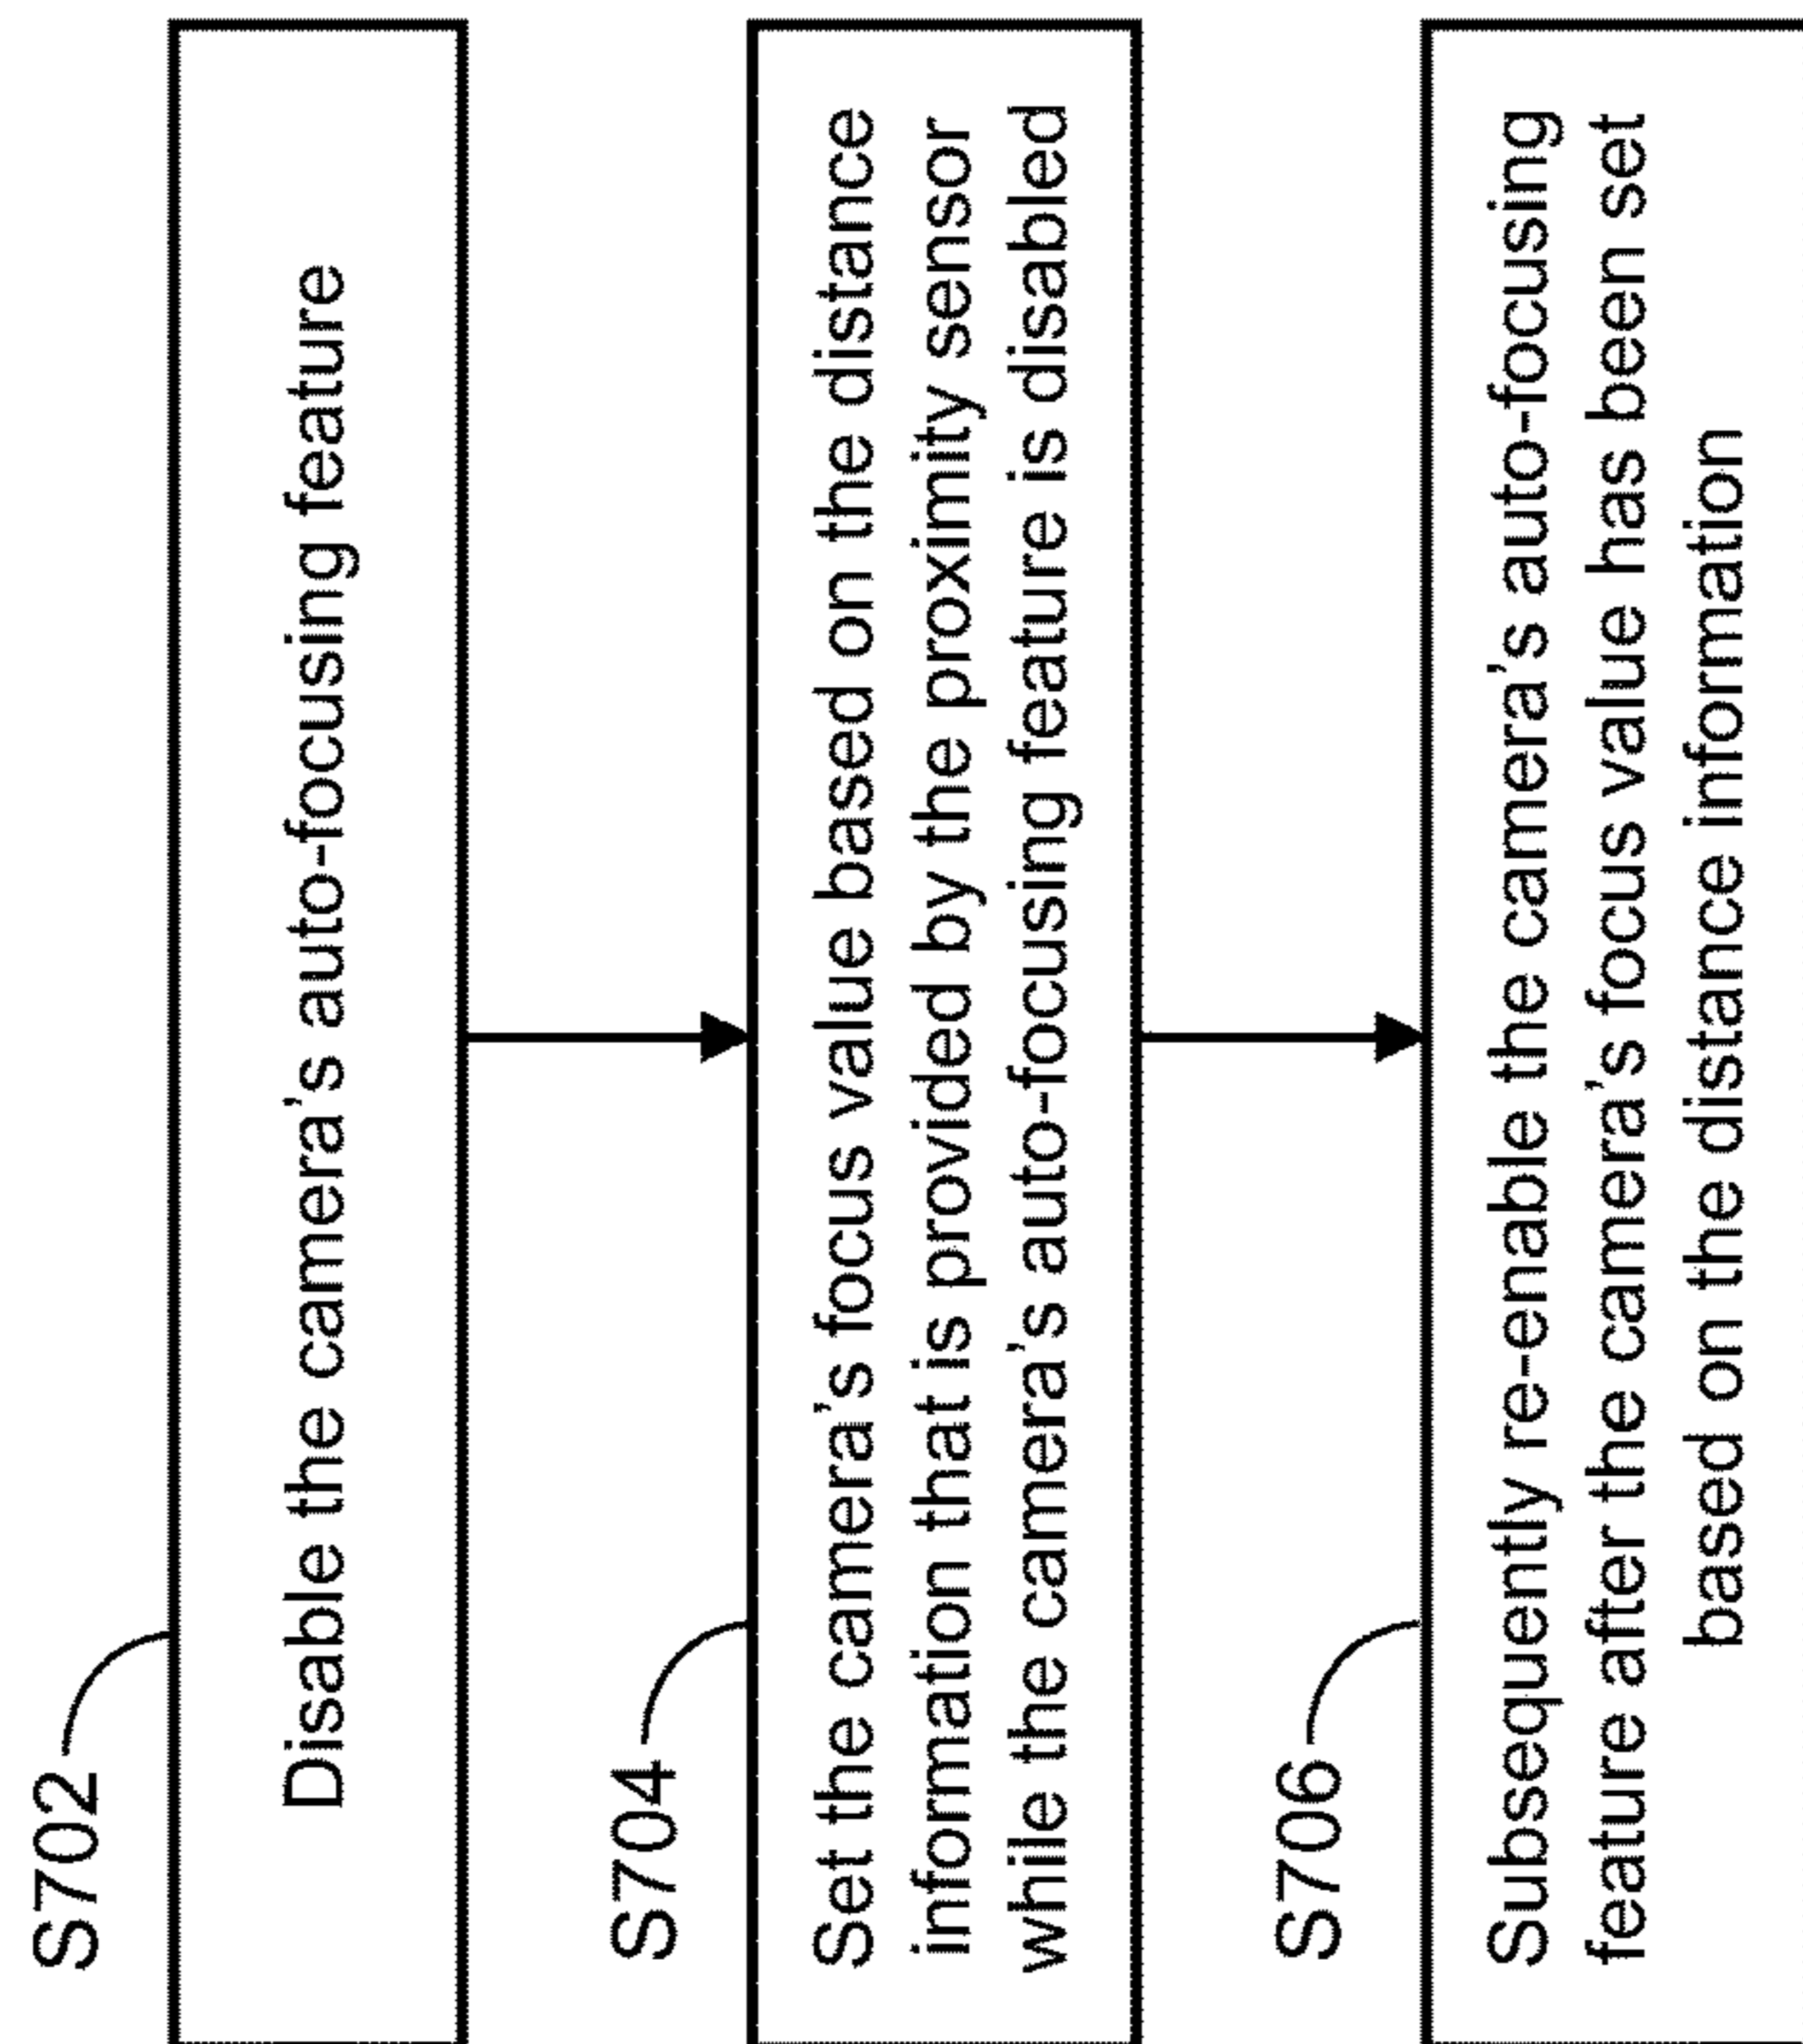 S702
Disable the camera's auto-focusing feature
S704
Set the camera's focus value based on the distance
information that is provided by the proximity sensor
while the camera's auto-focusing feature is disabled
S706
Subsequently re-enable the camera's auto-focusing
feature after the camera's focus value has been set
based on the distance information